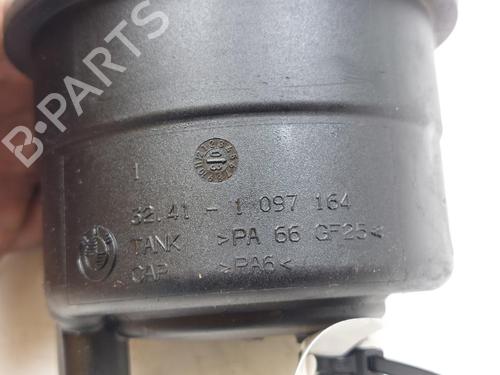 B-PARTS
1
32.41 - 1 097 164
TANK >PA 66 GF25<
CAP >PA6<